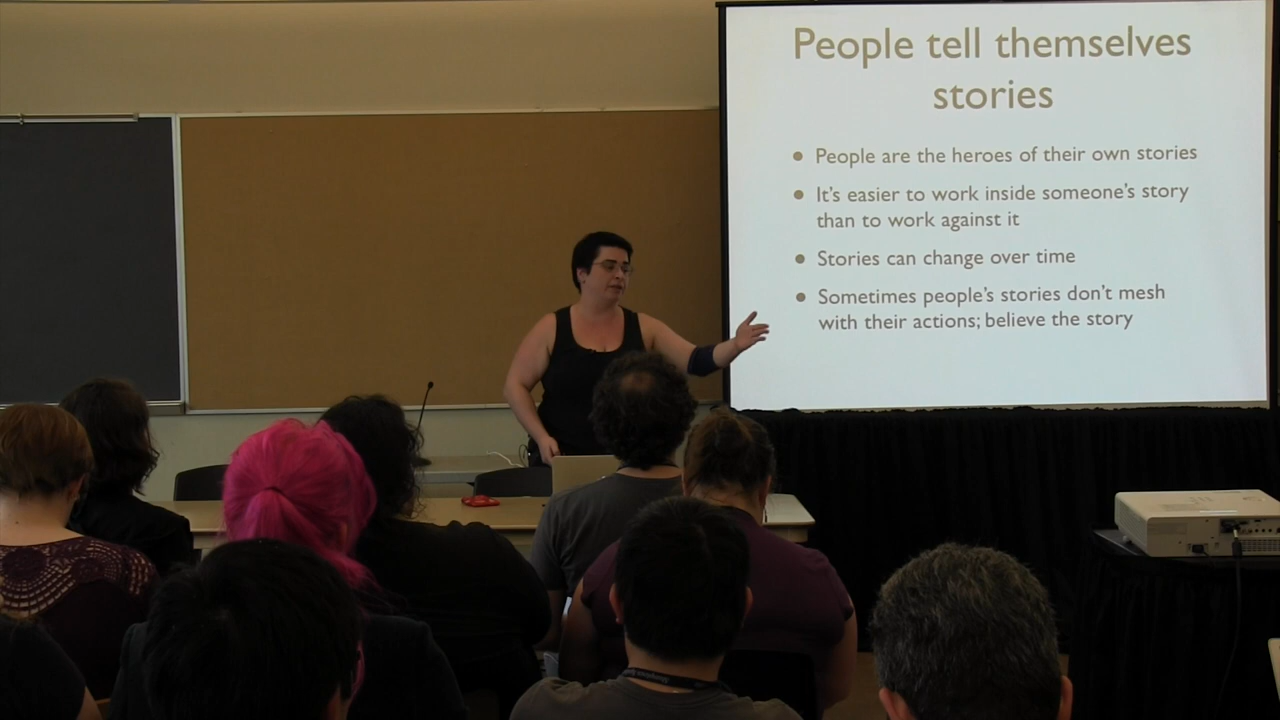 People tell themselves
stories
• People are the heroes of their own stories
• It's easier to work inside someone's story
than to work against it
• Stories can change over time
• Sometimes people's stories don't mesh
with their actions; believe the story